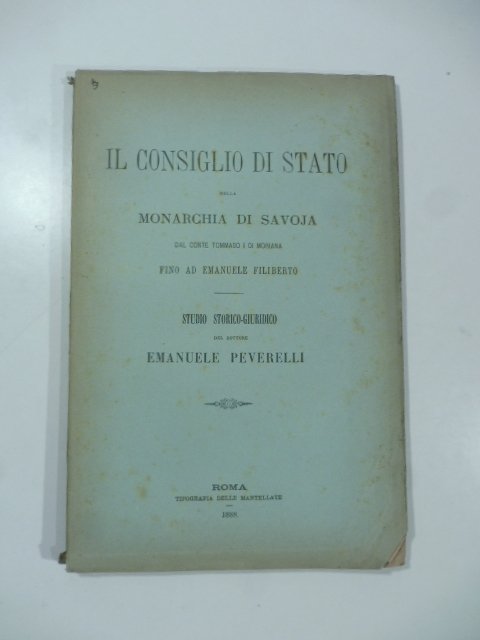 IL CONSIGLIO DI STATO
NELLA
MONARCHIA DI SAVOJA
DAL CONTE TOMMASO I DI MORIANA
FINO AD EMANUELE FILIBERTO
STUDIO STORICO-GIURIDICO
DEL DOTTORE
EMANUELE PEVERELLI
ROMA
TIPOGRAFIA DELLE MANTELLATE
1888